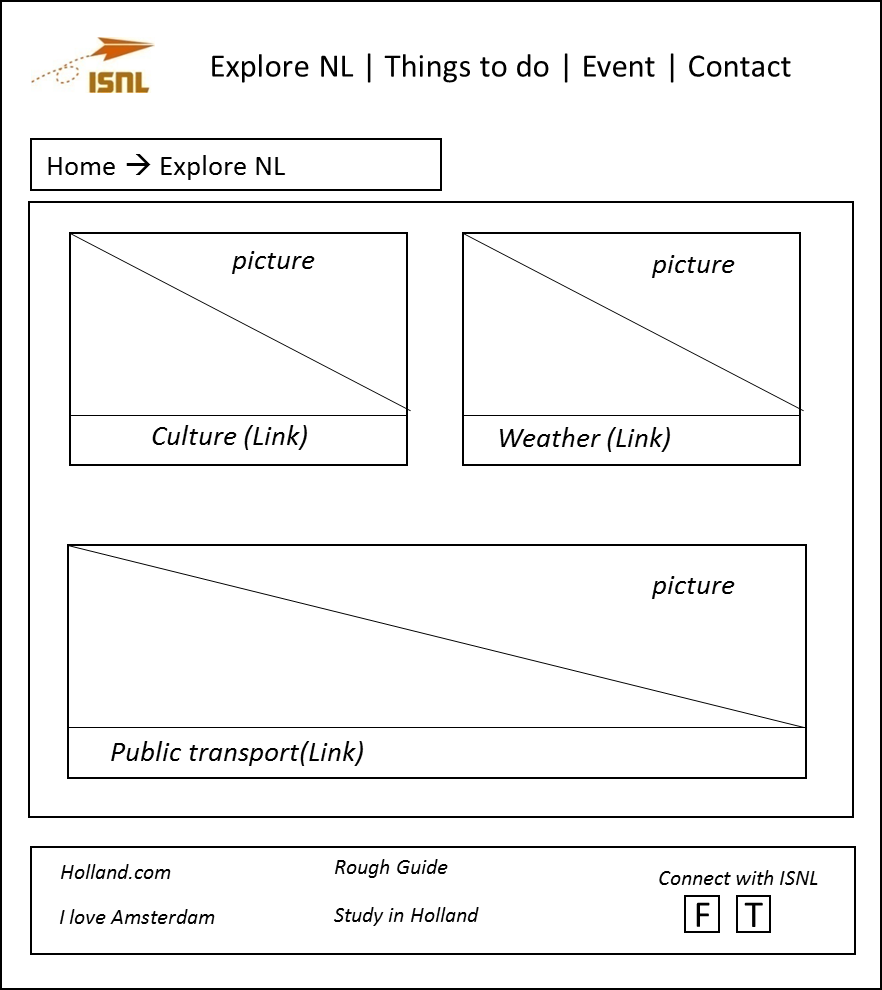 ISNL
Explore NL | Things to do | Event | Contact
Home → Explore NL
picture
picture
Culture (Link)
Weather (Link)
picture
Public transport(Link)
Holland.com
Rough Guide
Connect with ISNL
I love Amsterdam
Study in Holland
F T